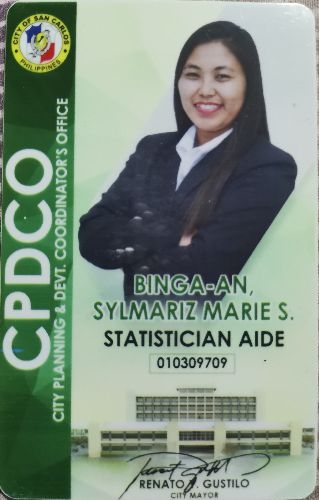 CITY OF SAN CARLOS
PHILIPPINES
CPDCO
CITY PLANNING & DEVT. COORDINATOR'S OFFICE
BINGA-AN,
SYLMARIZ MARIE S.
STATISTICIAN AIDE
010309709
RENATO GUSTILO
CITY MAYOR